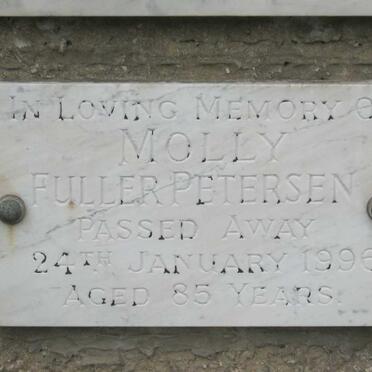 IN LOVING MEMORY O
MOLLY
FULLER PETERSEN
PASSED AWAY
24TH JANUARY 1996
AGED 85 YEARS.